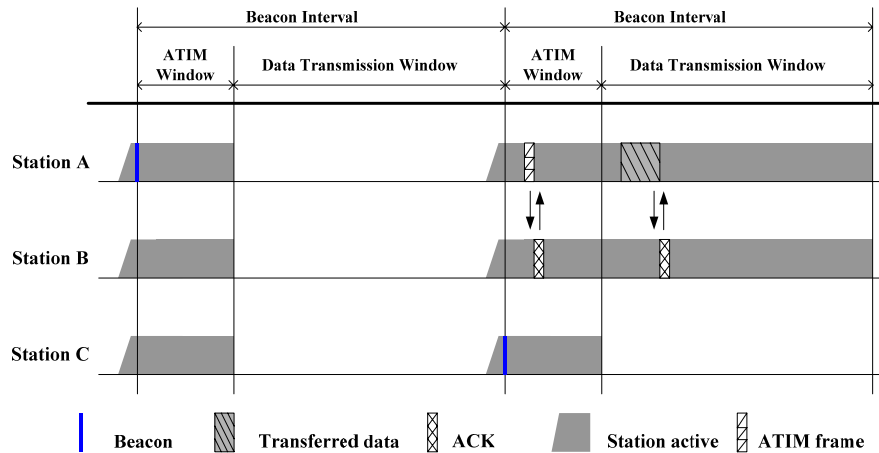 Beacon Interval
Beacon Interval
ATIM
Window
Data Transmission Window
ATIM
Window
Data Transmission Window
Station A
Station B
Station C
Beacon
Transferred data
ACK
Station active
ATIM frame